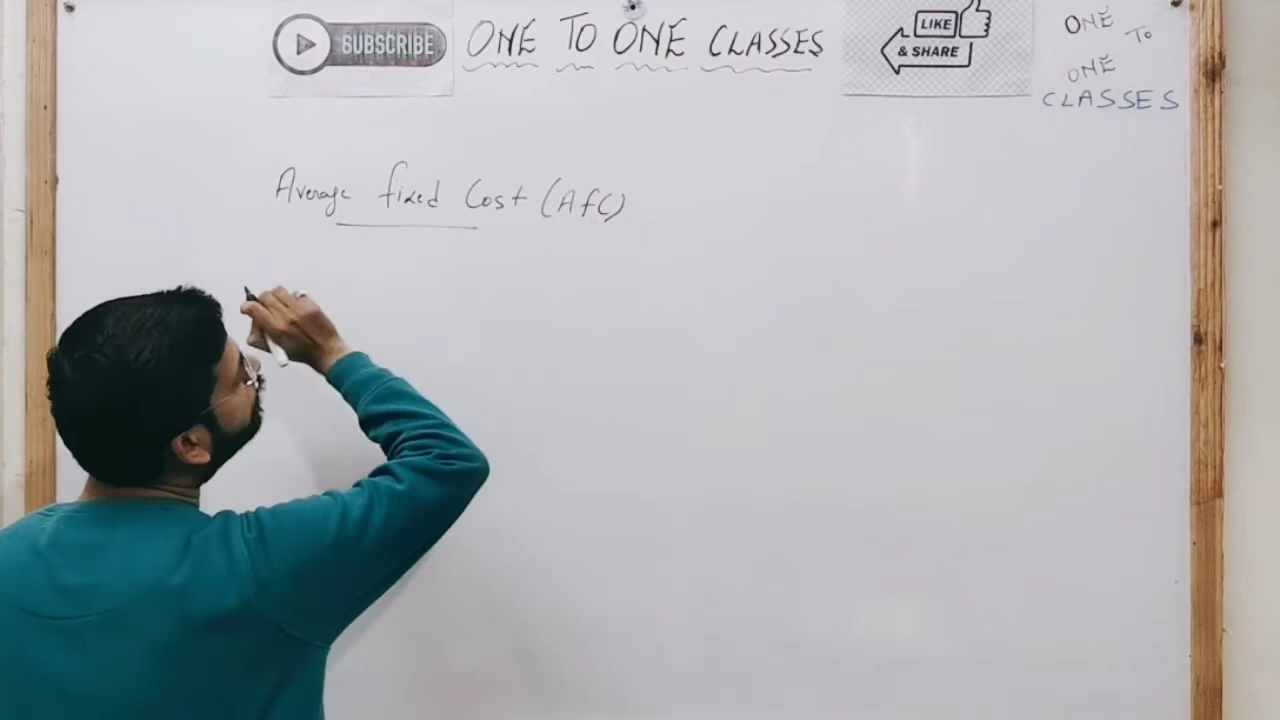 SUBSCRIBE
ONE TO ONE CLASSES
LIKE
& SHARE
ONE
To
ONE
CLASSES
Average fixed Cost (AfC)